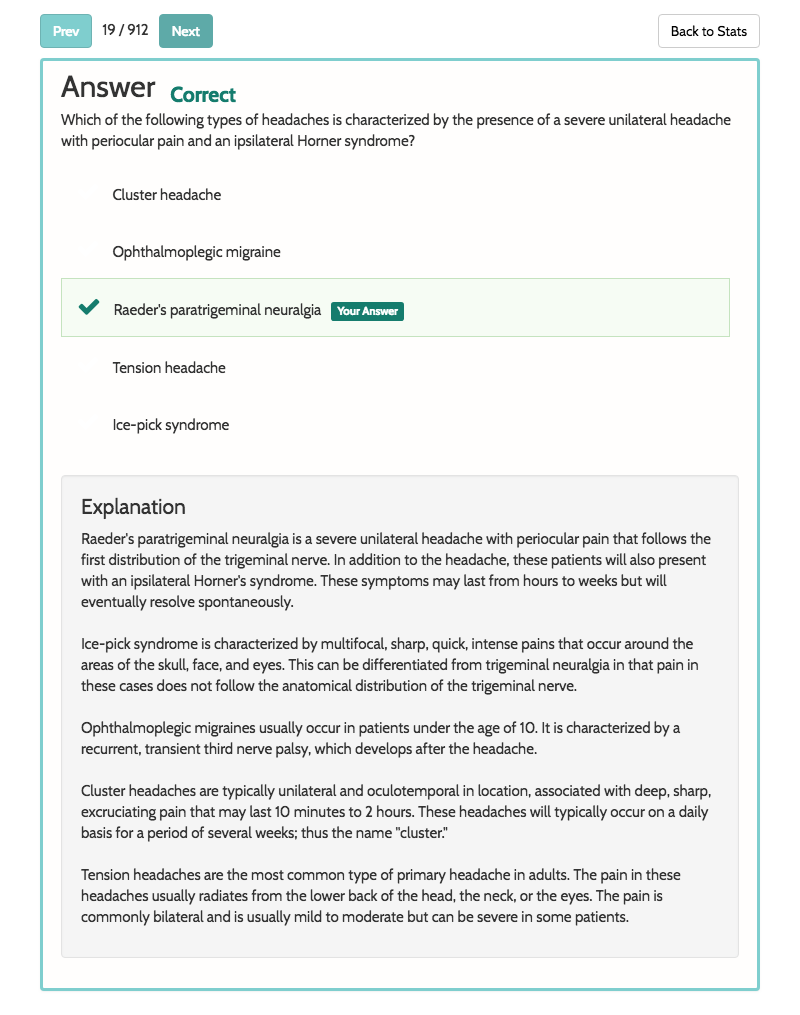 Prev 19 / 912 Next Back to Stats
Answer Correct
Which of the following types of headaches is characterized by the presence of a severe unilateral headache
with periocular pain and an ipsilateral Horner syndrome?
Cluster headache
Ophthalmoplegic migraine
Raeder's paratrigeminal neuralgia Your Answer
Tension headache
Ice-pick syndrome
Explanation
Raeder's paratrigeminal neuralgia is a severe unilateral headache with periocular pain that follows the
first distribution of the trigeminal nerve. In addition to the headache, these patients will also present
with an ipsilateral Horner's syndrome. These symptoms may last from hours to weeks but will
eventually resolve spontaneously.
Ice-pick syndrome is characterized by multifocal, sharp, quick, intense pains that occur around the
areas of the skull, face, and eyes. This can be differentiated from trigeminal neuralgia in that pain in
these cases does not follow the anatomical distribution of the trigeminal nerve.
Ophthalmoplegic migraines usually occur in patients under the age of 10. It is characterized by a
recurrent, transient third nerve palsy, which develops after the headache.
Cluster headaches are typically unilateral and oculotemporal in location, associated with deep, sharp,
excruciating pain that may last 10 minutes to 2 hours. These headaches will typically occur on a daily
basis for a period of several weeks; thus the name "cluster."
Tension headaches are the most common type of primary headache in adults. The pain in these
headaches usually radiates from the lower back of the head, the neck, or the eyes. The pain is
commonly bilateral and is usually mild to moderate but can be severe in some patients.